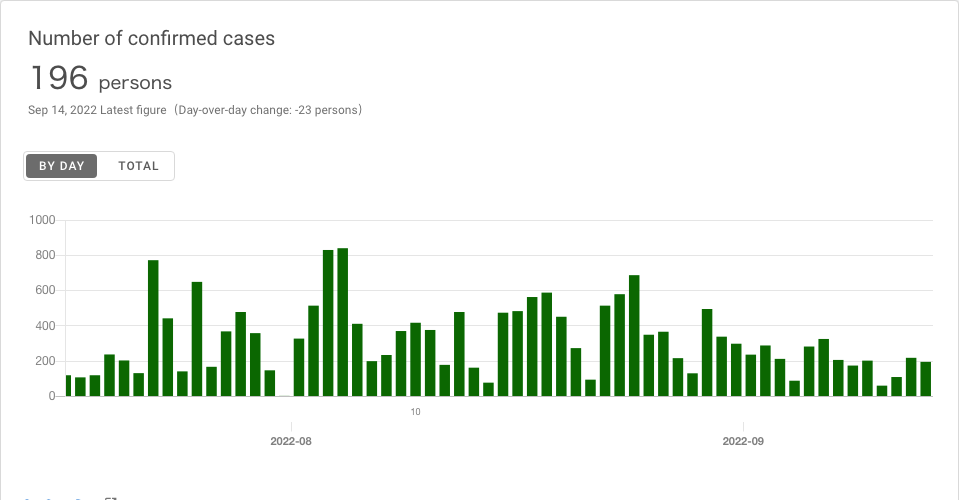 Number of confirmed cases
196 persons
Sep 14, 2022 Latest figure (Day-over-day change: -23 persons)
BY DAY TOTAL
1000
800
600
400
200
0
10
2022-08 2022-09